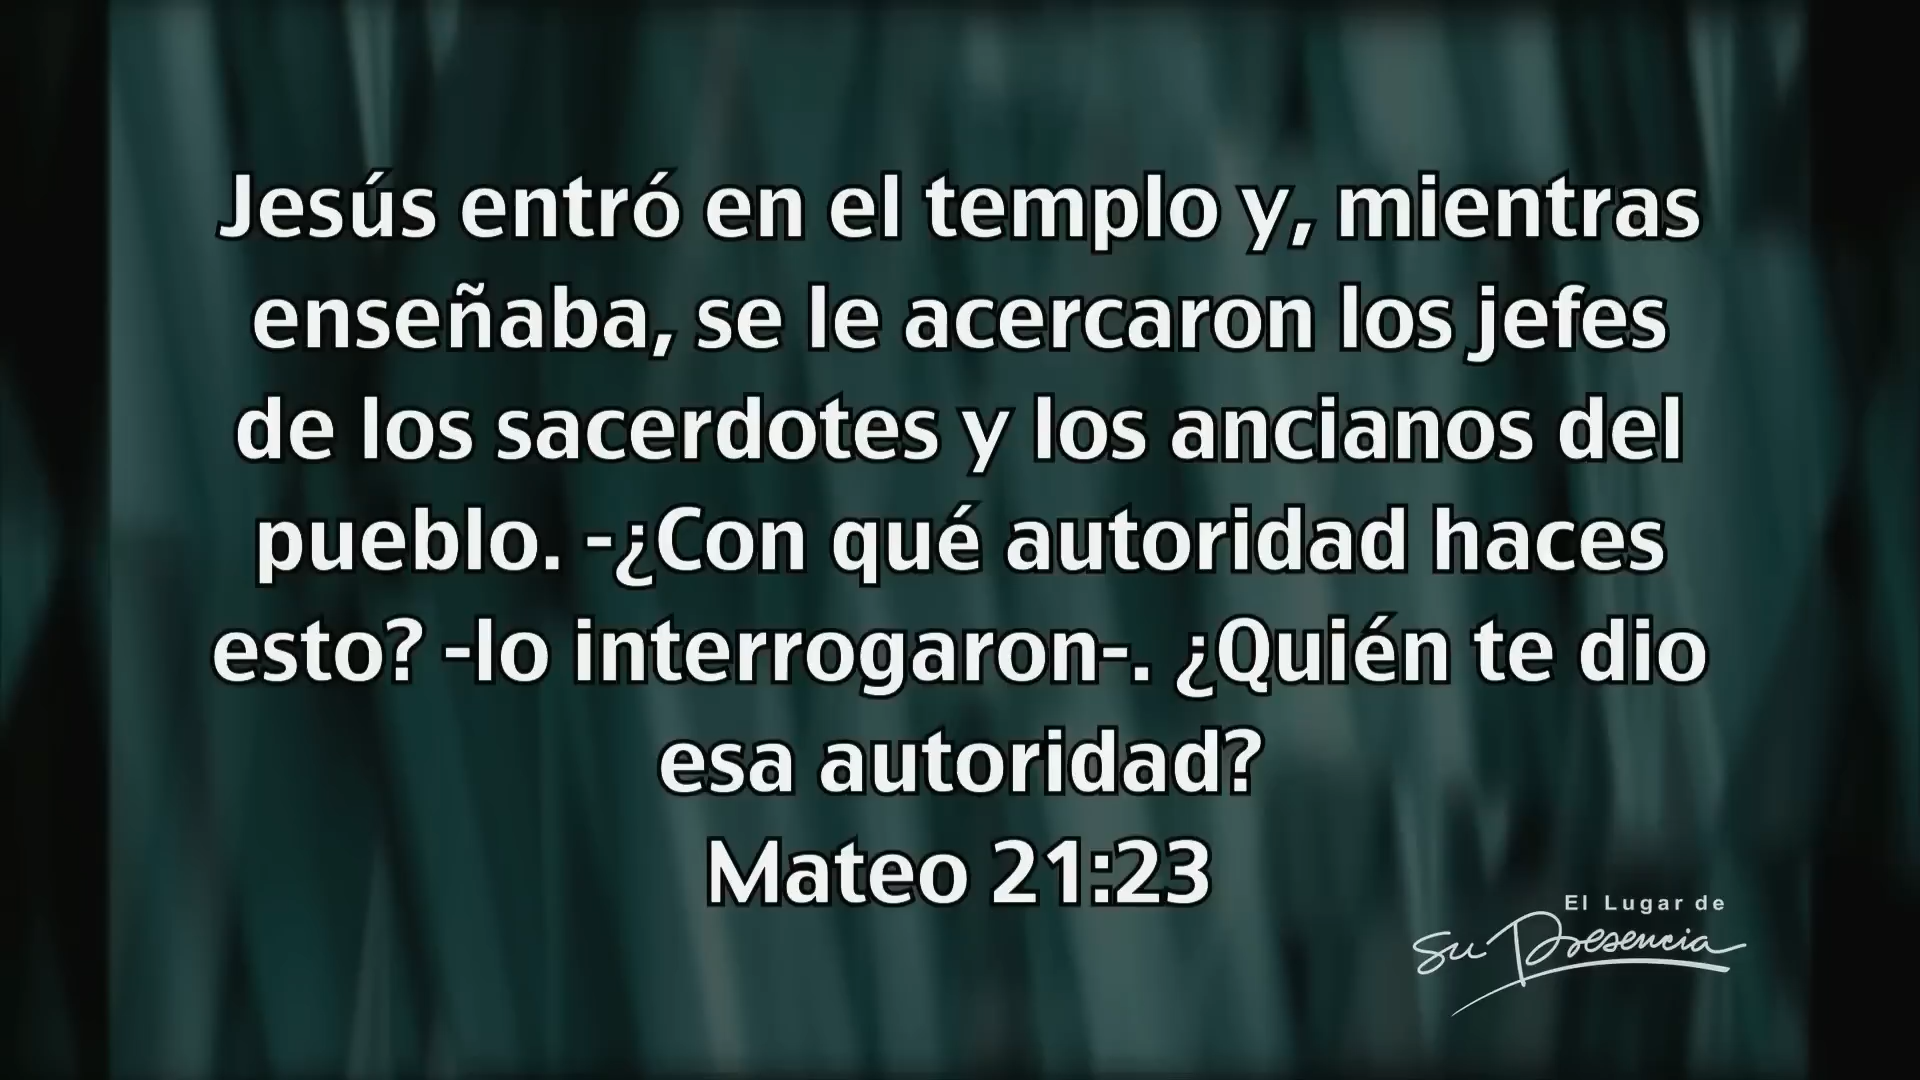 Jesús entró en el templo y, mientras
enseñaba, se le acercaron los jefes
de los sacerdotes y los ancianos del
pueblo. -¿Con qué autoridad haces
esto? -lo interrogaron-. ¿Quién te dio
esa autoridad?
Mateo 21:23
El Lugar de
Su Presencia